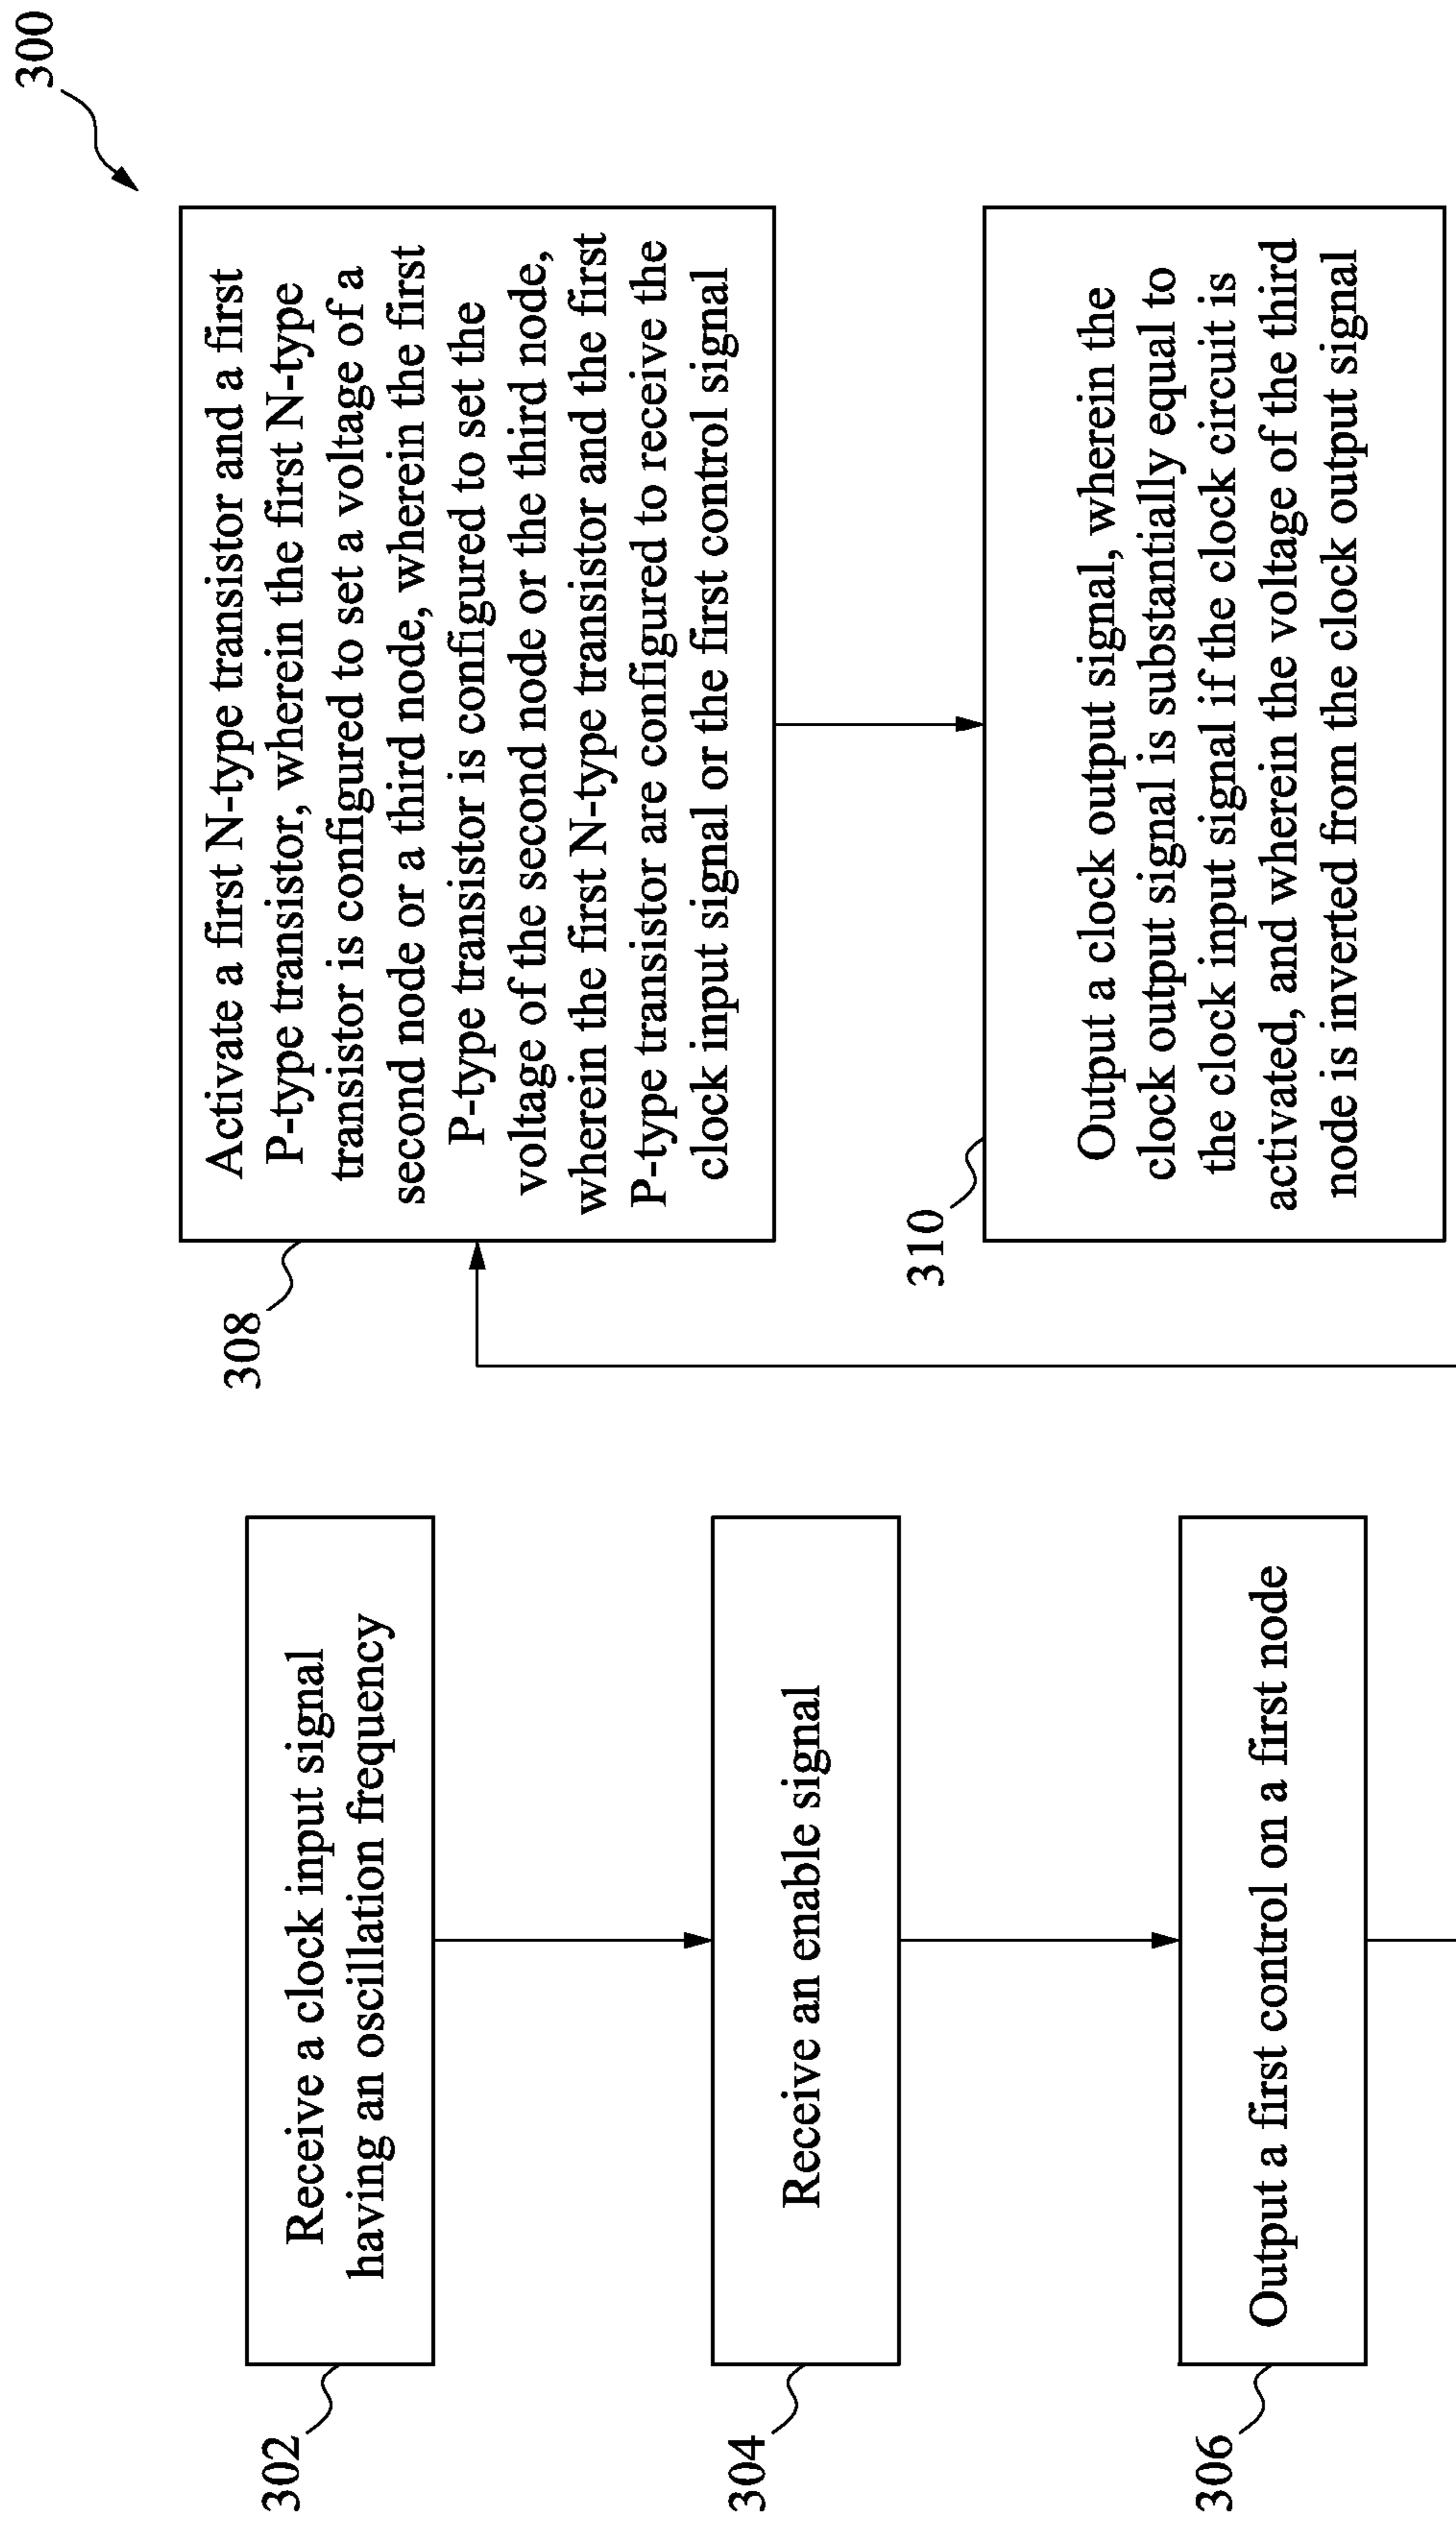 300
302
Receive a clock input signal
having an oscillation frequency
304
Receive an enable signal
306
Output a first control on a first node
308
Activate a first N-type transistor and a first
P-type transistor, wherein the first N-type
transistor is configured to set a voltage of a
second node or a third node, wherein the first
P-type transistor is configured to set the
voltage of the second node or the third node,
wherein the first N-type transistor and the first
P-type transistor are configured to receive the
clock input signal or the first control signal
310
Output a clock output signal, wherein the
clock output signal is substantially equal to
the clock input signal if the clock circuit is
activated, and wherein the voltage of the third
node is inverted from the clock output signal